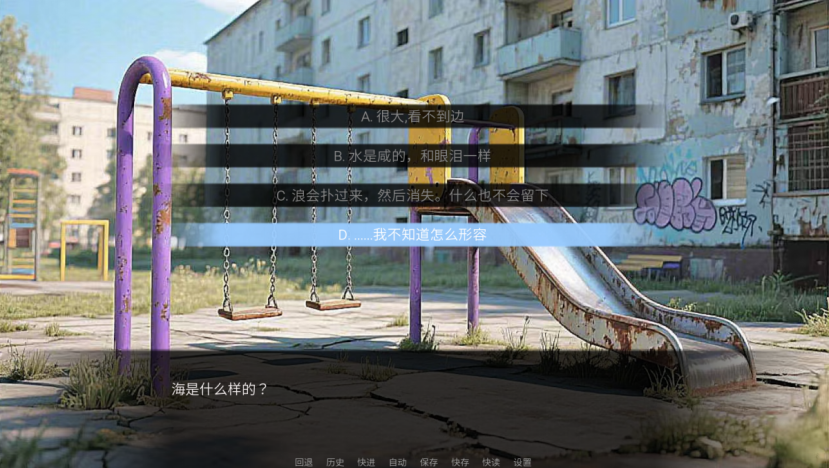 A. 很大,看不到边
B. 水是咸的，和眼泪一样
C. 浪会扑过来，然后消失。什么也不会留下
D. ……我不知道怎么形容
海是什么样的？
回退 历史 快进 自动 保存 快存 快读 设置